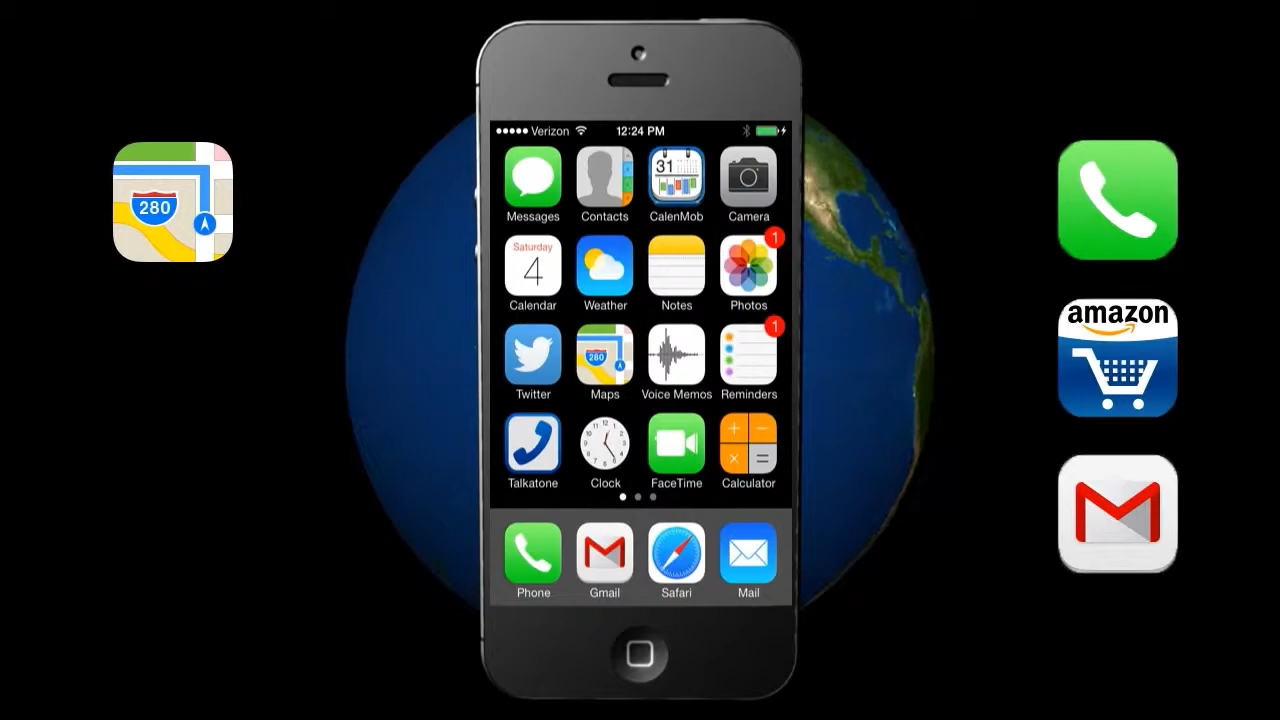 Verizon 12:24 PM
31
Messages Contacts CalenMob Camera
Saturday
4
1
Calendar Weather Notes Photos
280
1
Twitter Maps Voice Memos Reminders
Talkatone Clock FaceTime Calculator
Phone Gmail Safari Mail
280
amazon